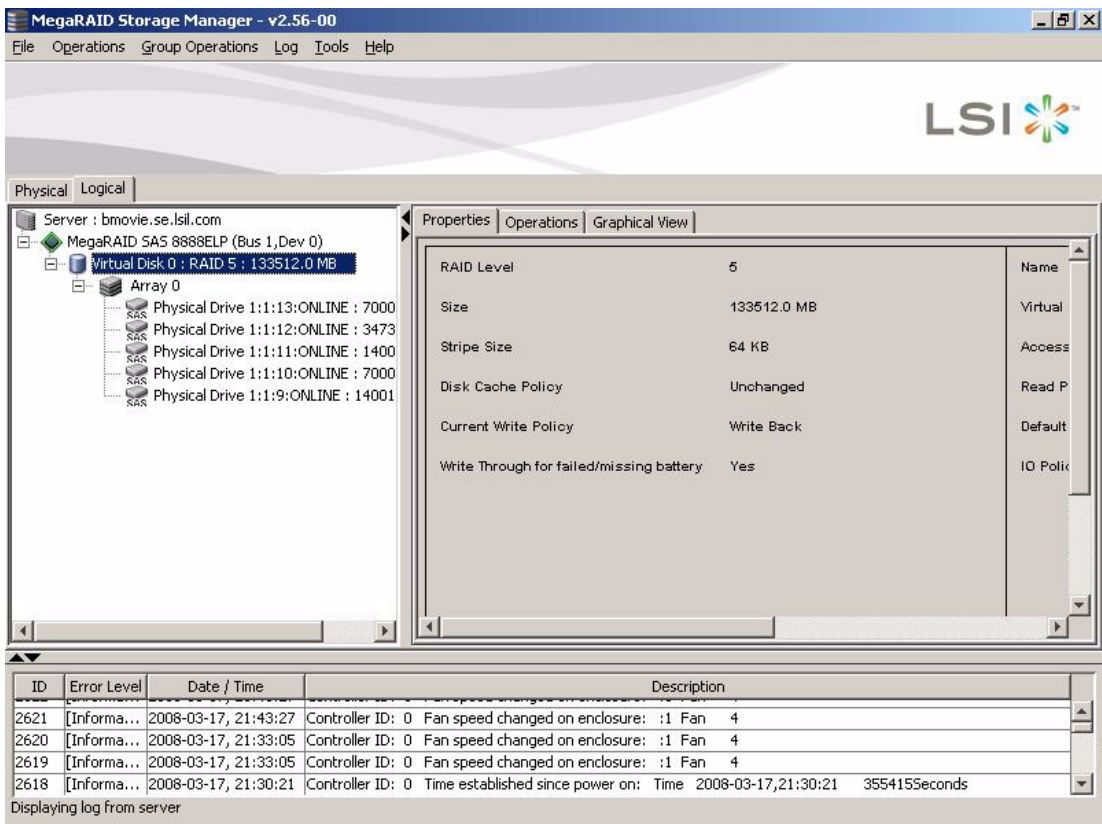 MegaRAID Storage Manager - v2.56-00
File Operations Group Operations Log Tools Help
LSI
Physical Logical
Server : bmovie.se.lsil.com
MegaRAID SAS 8888ELP (Bus 1,Dev 0)
Virtual Disk 0 : RAID 5 : 133512.0 MB
Array 0
SAS Physical Drive 1:1:13:ONLINE : 7000
SAS Physical Drive 1:1:12:ONLINE : 3473
SAS Physical Drive 1:1:11:ONLINE : 1400
SAS Physical Drive 1:1:10:ONLINE : 7000
SAS Physical Drive 1:1:9:ONLINE : 14001
Properties Operations Graphical View
RAID Level 5 Name
Size 133512.0 MB Virtual
Stripe Size 64 KB Access
Disk Cache Policy Unchanged Read P
Current Write Policy Write Back Default
Write Through for failed/missing battery Yes IO Polic
ID Error Level Date / Time Description
2621 [Informa... 2008-03-17, 21:43:27 Controller ID: 0 Fan speed changed on enclosure: :1 Fan 4
2620 [Informa... 2008-03-17, 21:33:05 Controller ID: 0 Fan speed changed on enclosure: :1 Fan 4
2619 [Informa... 2008-03-17, 21:33:05 Controller ID: 0 Fan speed changed on enclosure: :1 Fan 4
2618 [Informa... 2008-03-17, 21:30:21 Controller ID: 0 Time established since power on: Time 2008-03-17,21:30:21 3554155Seconds
Displaying log from server